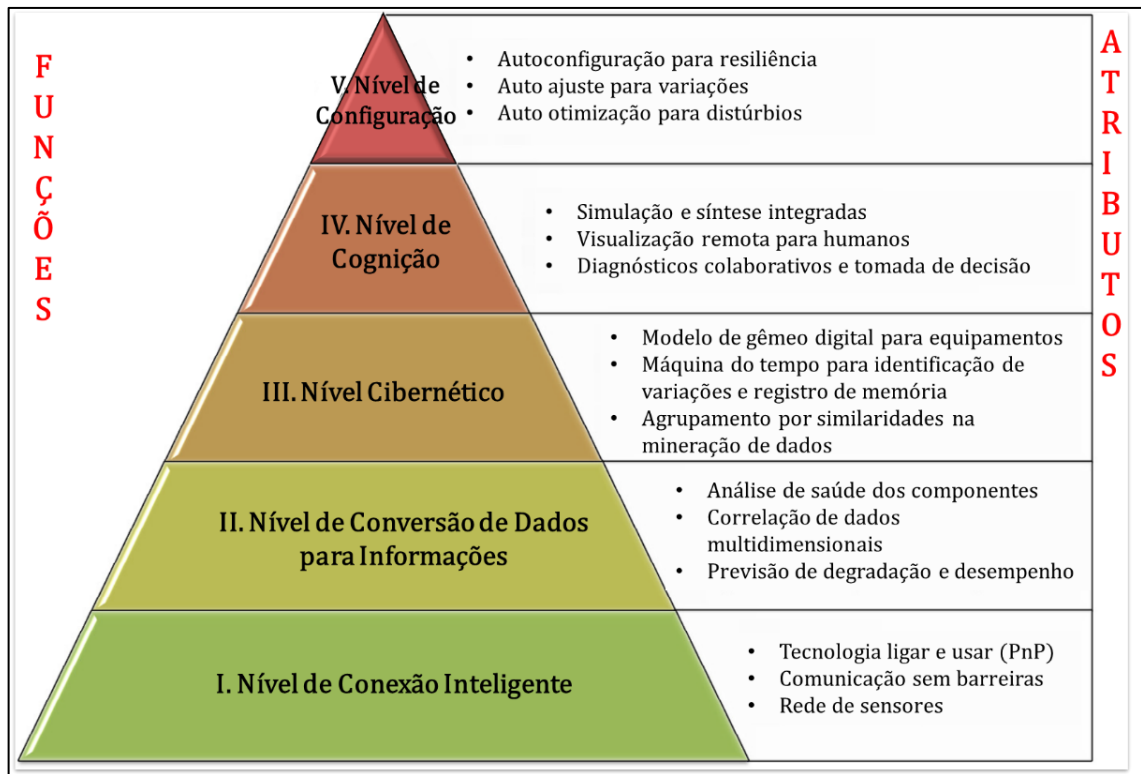 FUNÇÕES
ATRIBUTOS
V. Nível de
Configuração
• Autoconfiguração para resiliência
• Auto ajuste para variações
• Auto otimização para distúrbios
IV. Nível de
Cognição
• Simulação e síntese integradas
• Visualização remota para humanos
• Diagnósticos colaborativos e tomada de decisão
III. Nível Cibernético
• Modelo de gêmeo digital para equipamentos
• Máquina do tempo para identificação de
variações e registro de memória
• Agrupamento por similaridades na
mineração de dados
II. Nível de Conversão de Dados
para Informações
• Análise de saúde dos componentes
• Correlação de dados
multidimensionais
• Previsão de degradação e desempenho
I. Nível de Conexão Inteligente
• Tecnologia ligar e usar (PnP)
• Comunicação sem barreiras
• Rede de sensores